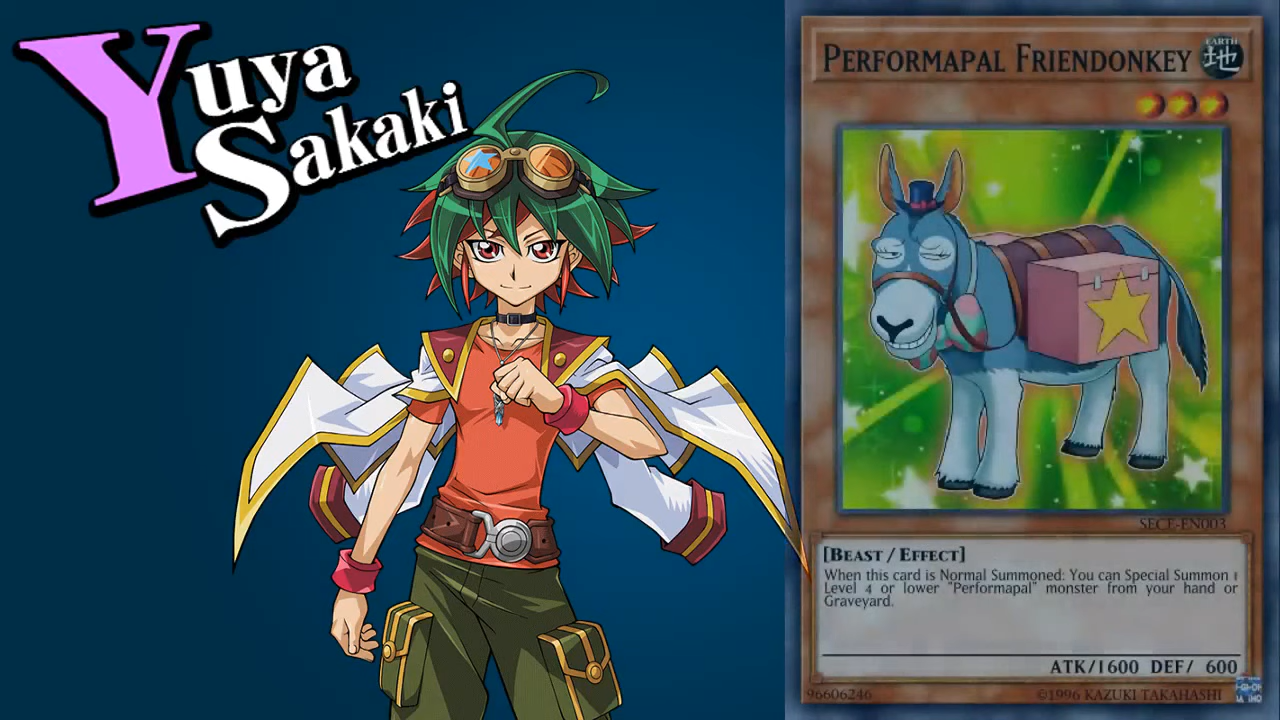 Yuya
Sakaki
PERFORMAPAL FRIENDONKEY
EARTH
地
SECE-EN003
[BEAST / EFFECT]
When this card is Normal Summoned: You can Special Summon 1
Level 4 or lower "Performapal" monster from your hand or
Graveyard.
ATK/1600 DEF/ 600
96606246
©1996 KAZUKI TAKAHASHI